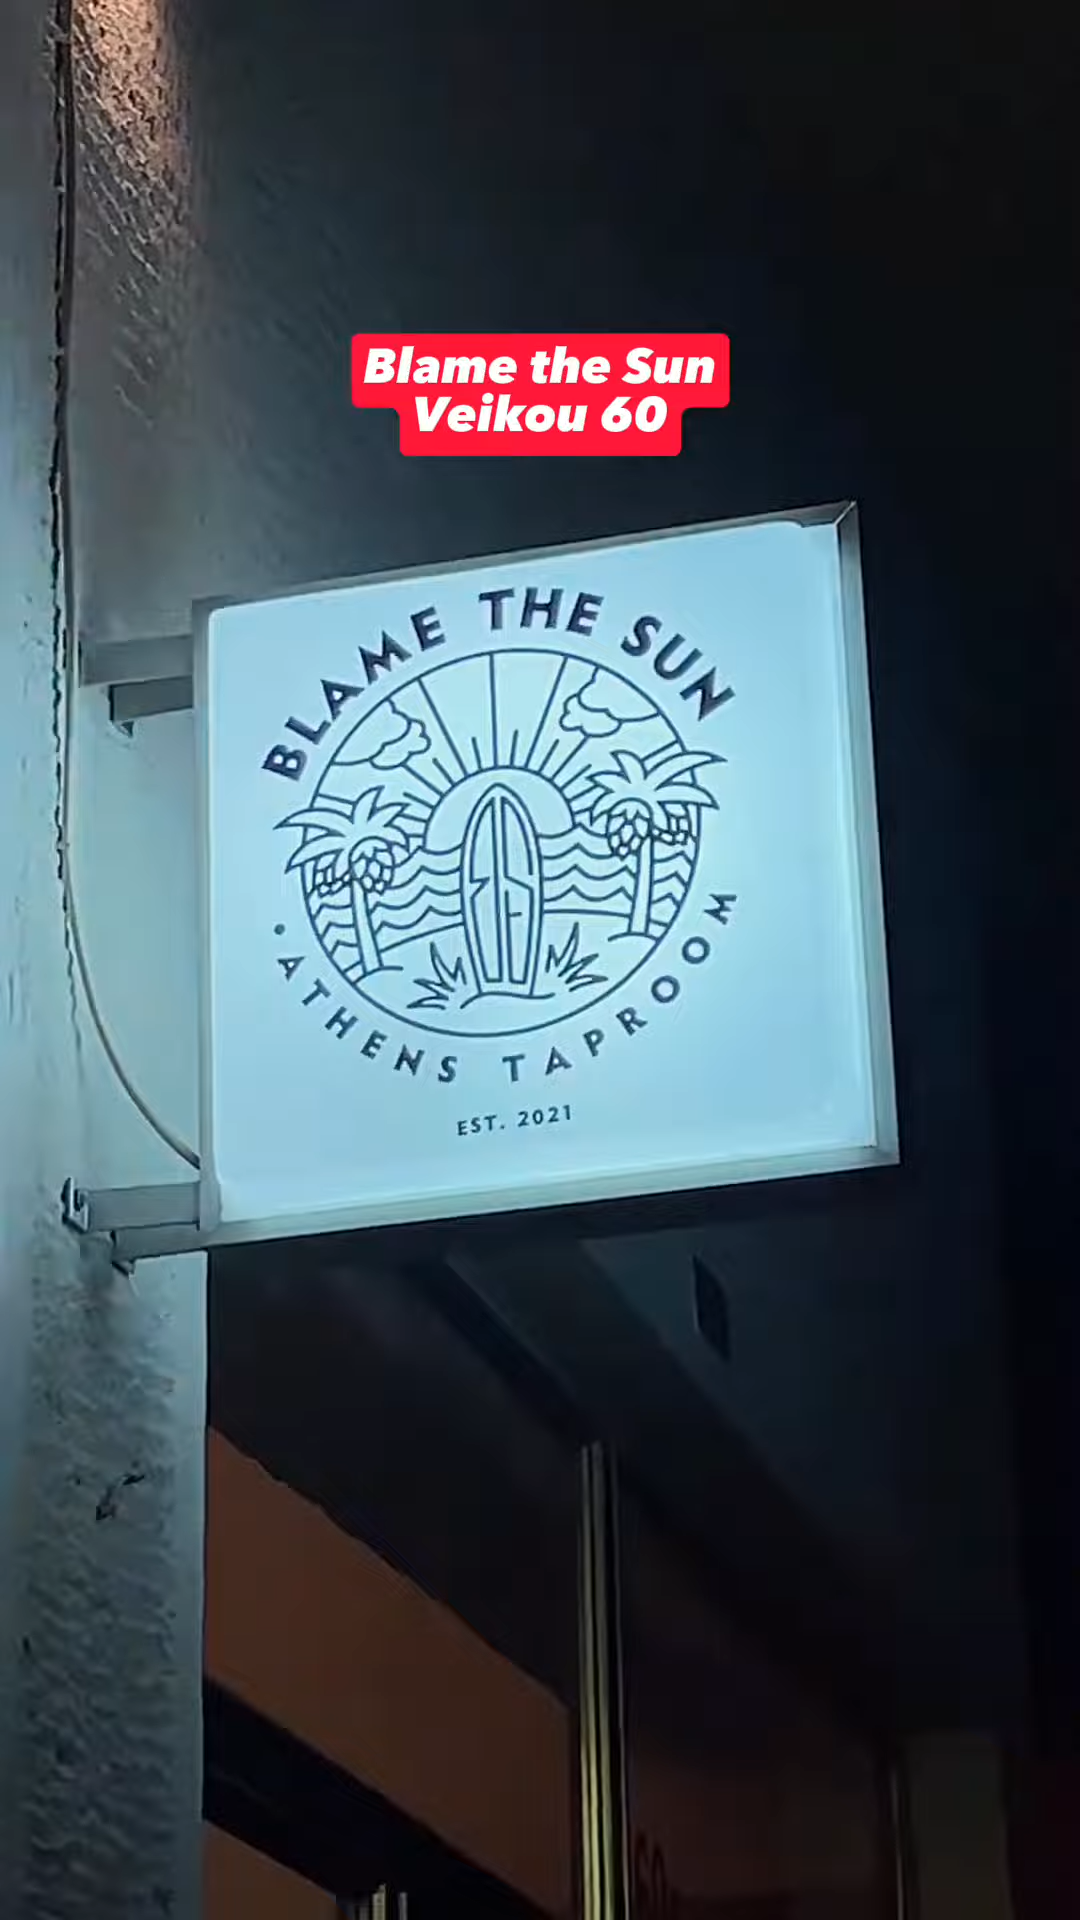 Blame the Sun
Veikou 60
BLAME THE SUN
• ATHENS TAPROOM
EST. 2021